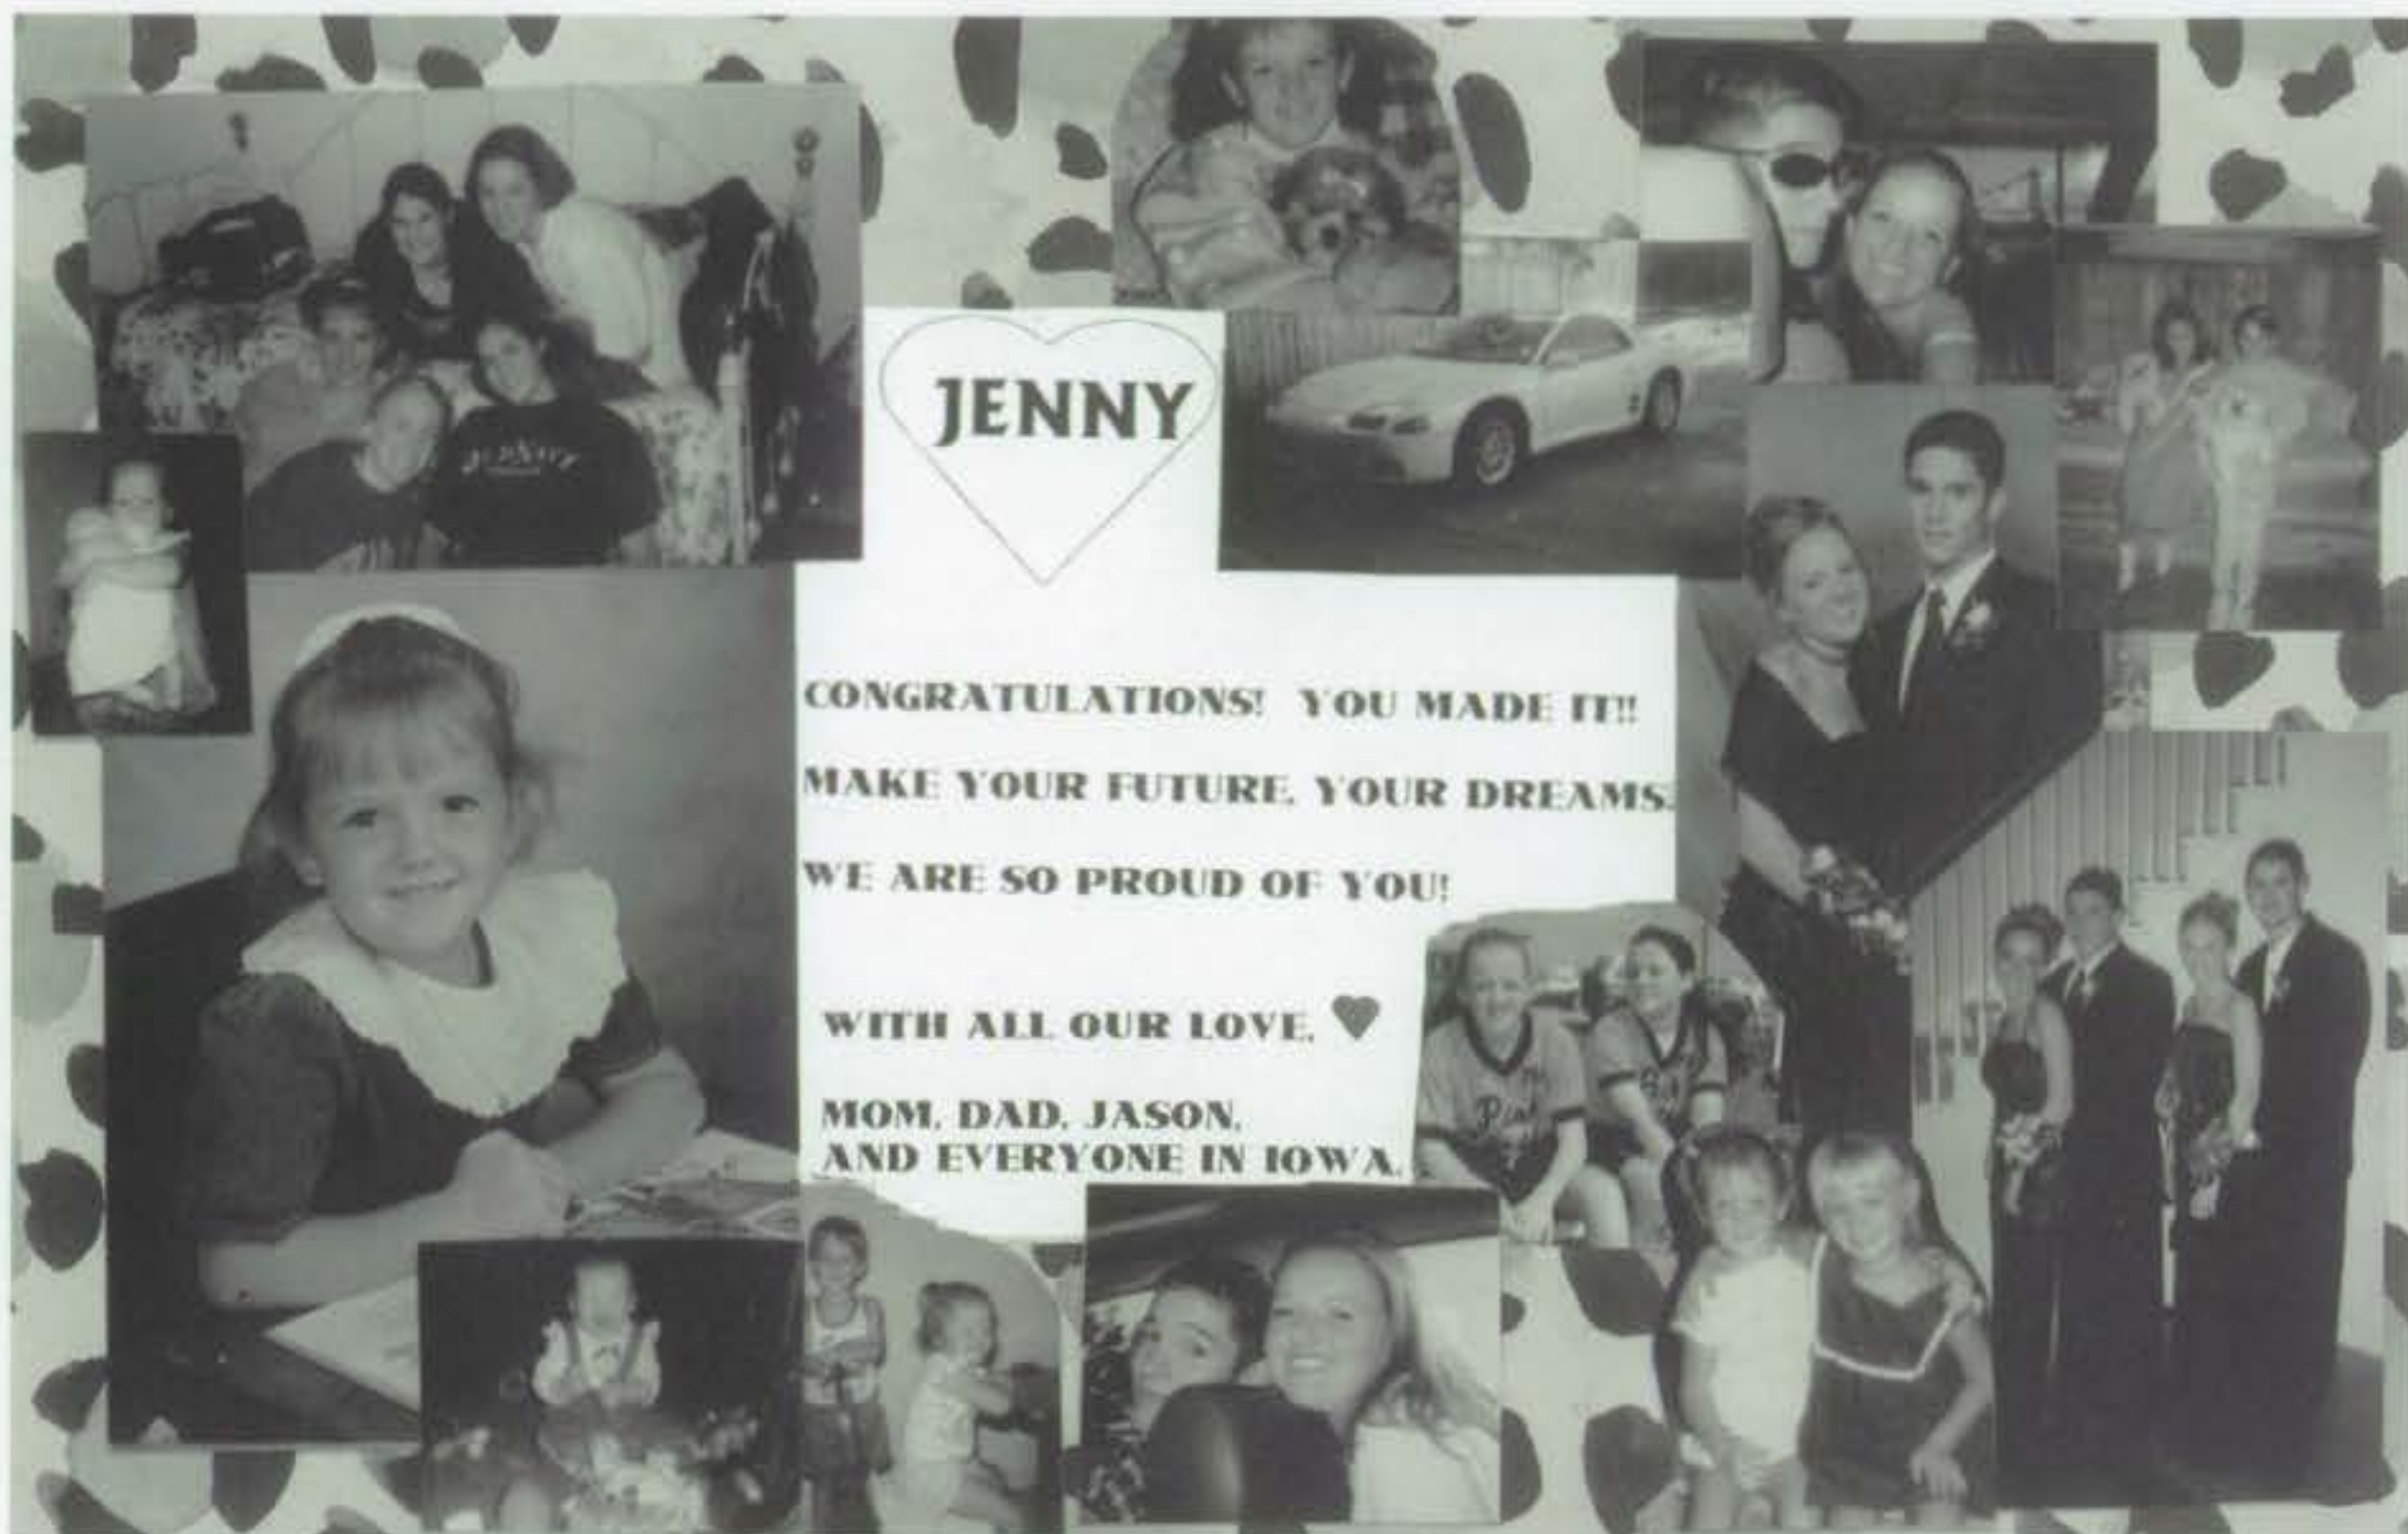 JENNY
CONGRATULATIONS! YOU MADE IT!!
MAKE YOUR FUTURE, YOUR DREAMS.
WE ARE SO PROUD OF YOU!
WITH ALL OUR LOVE, ♥
MOM, DAD, JASON,
AND EVERYONE IN IOWA.